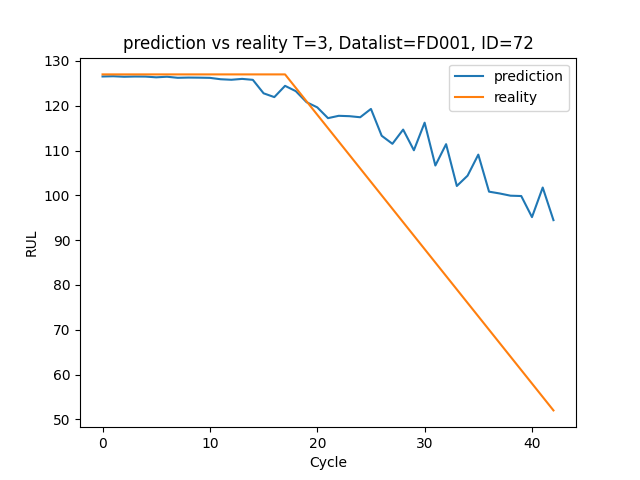 prediction vs reality T=3, Datalist=FD001, ID=72
prediction
reality
130
120
110
100
90
80
70
60
50
RUL
0 10 20 30 40
Cycle